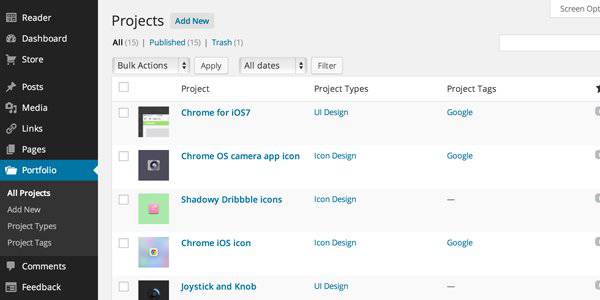 Reader
Dashboard
Store
Posts
Media
Links
Pages
Portfolio
All Projects
Add New
Project Types
Project Tags
Comments
Feedback
Screen Opt
Projects Add New
All (15) | Published (15) | Trash (1)
Bulk Actions Apply All dates Filter
Project Project Types Project Tags
Chrome for iOS7 UI Design Google
Chrome OS camera app icon Icon Design Google
Shadowy Dribbble icons Icon Design —
Chrome iOS icon Icon Design Google
Joystick and Knob UI Design —